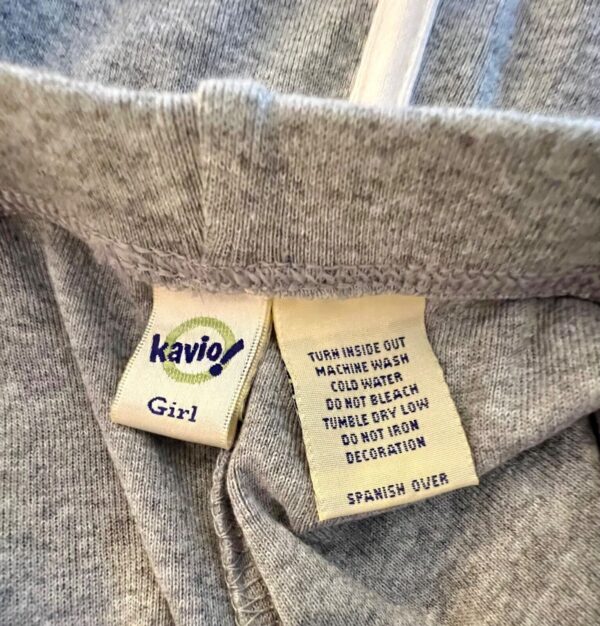 kavio!
Girl
TURN INSIDE OUT
MACHINE WASH
COLD WATER
DO NOT BLEACH
TUMBLE DRY LOW
DO NOT IRON
DECORATION
SPANISH OVER